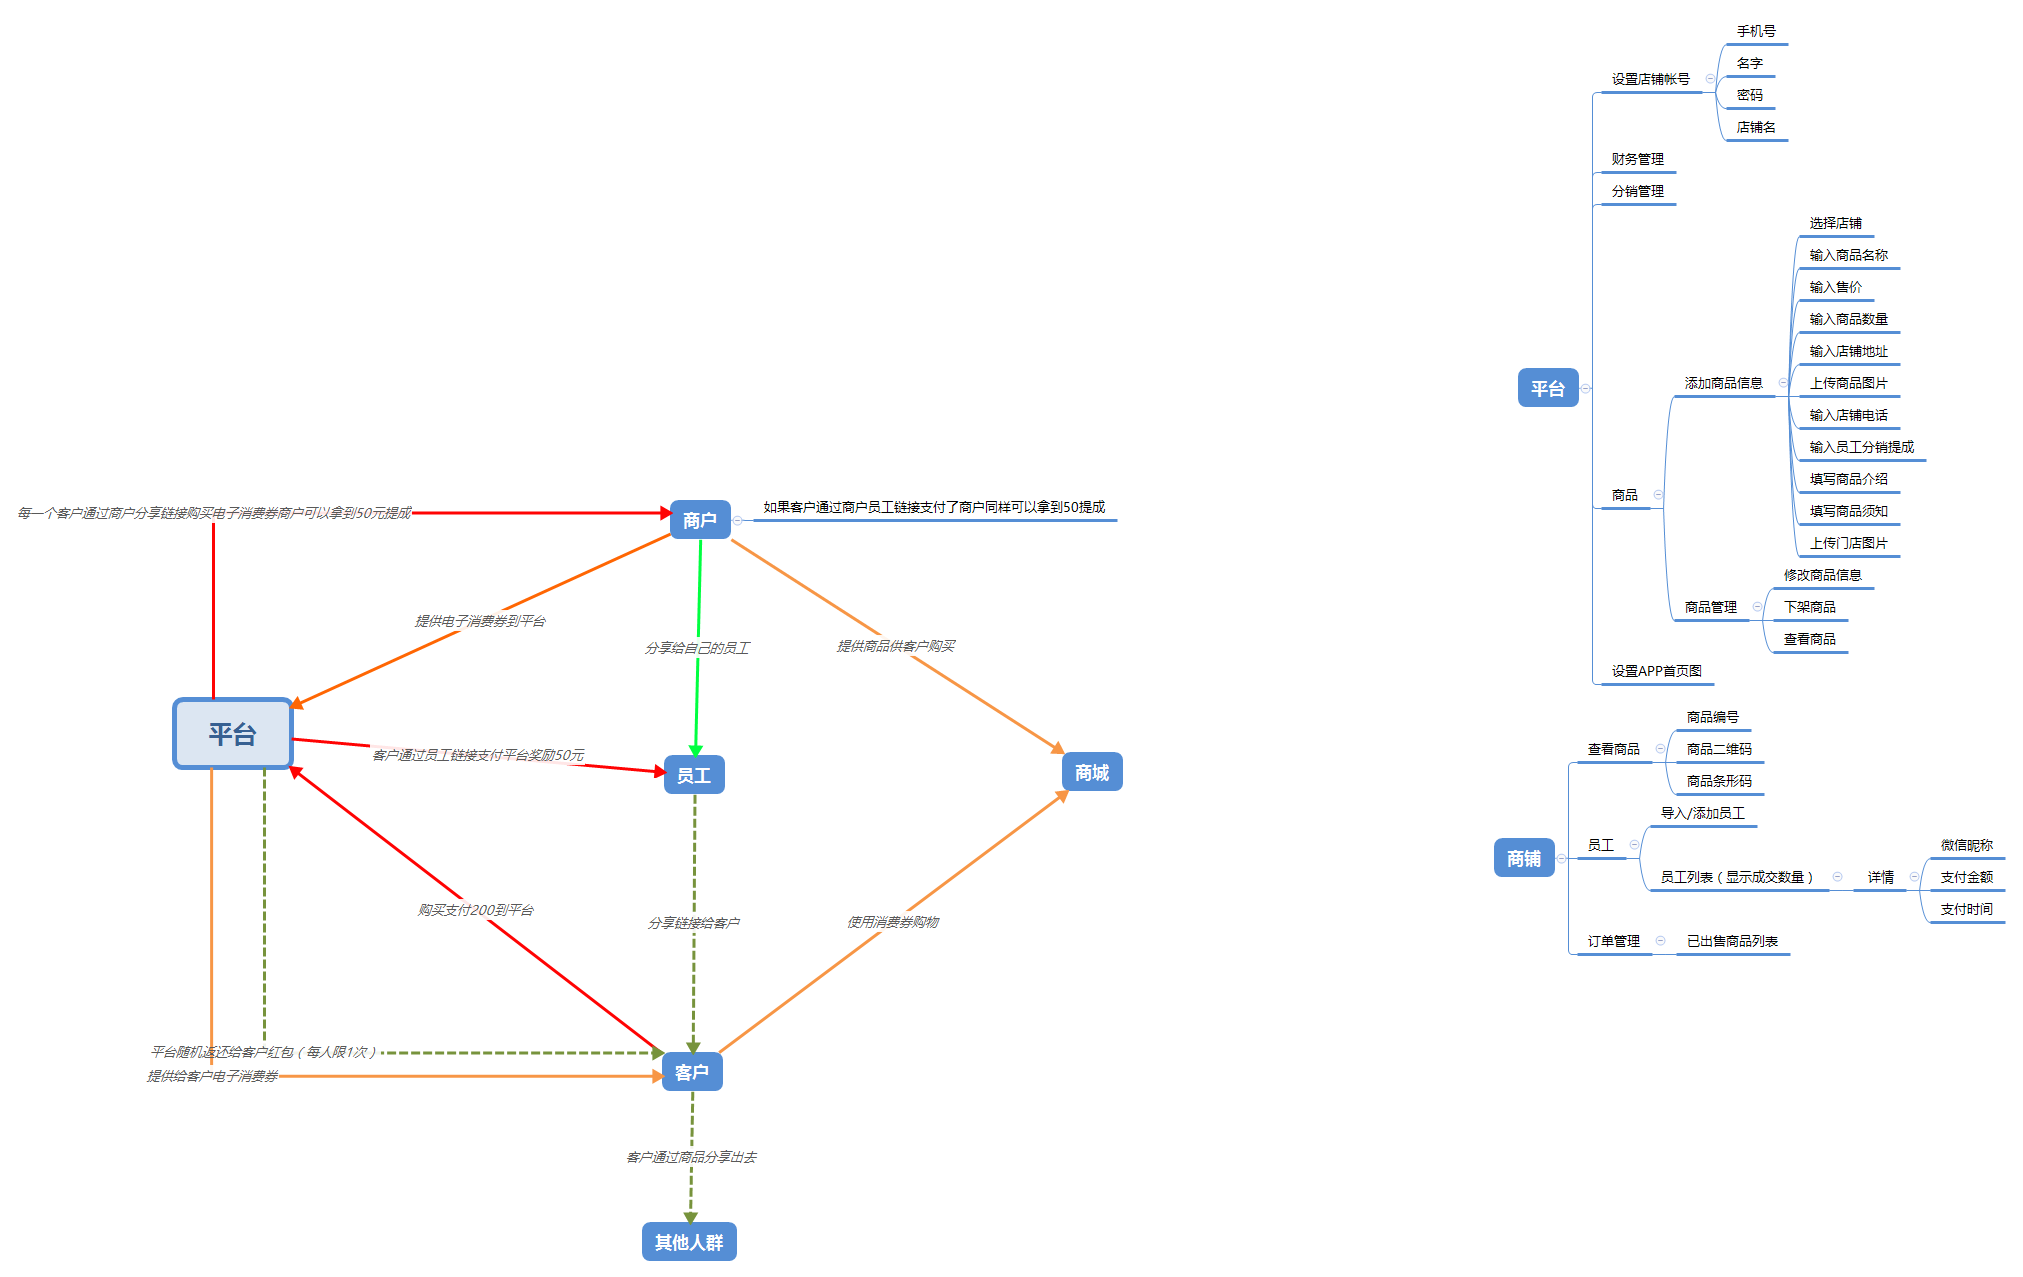 每一个客户通过商户分享链接购买电子消费券商户可以拿到50元提成
商户
如果客户通过商户员工链接支付了商户同样可以拿到50提成
提供电子消费券到平台
分享给自己的员工
提供商品供客户购买
平台
客户通过员工链接支付平台奖励50元
员工
商城
购买支付200到平台
分享链接给客户
使用消费券购物
平台随机返还给客户红包（每人限1次）
提供给客户电子消费券
客户
客户通过商品分享出去
其他人群
平台
设置店铺帐号
手机号
名字
密码
店铺名
财务管理
分销管理
商品
添加商品信息
选择店铺
输入商品名称
输入售价
输入商品数量
输入店铺地址
上传商品图片
输入店铺电话
输入员工分销提成
填写商品介绍
填写商品须知
上传门店图片
商品管理
修改商品信息
下架商品
查看商品
设置APP首页图
商铺
查看商品
商品编号
商品二维码
商品条形码
员工
导入/添加员工
员工列表（显示成交数量）
详情
微信昵称
支付金额
支付时间
订单管理
已出售商品列表